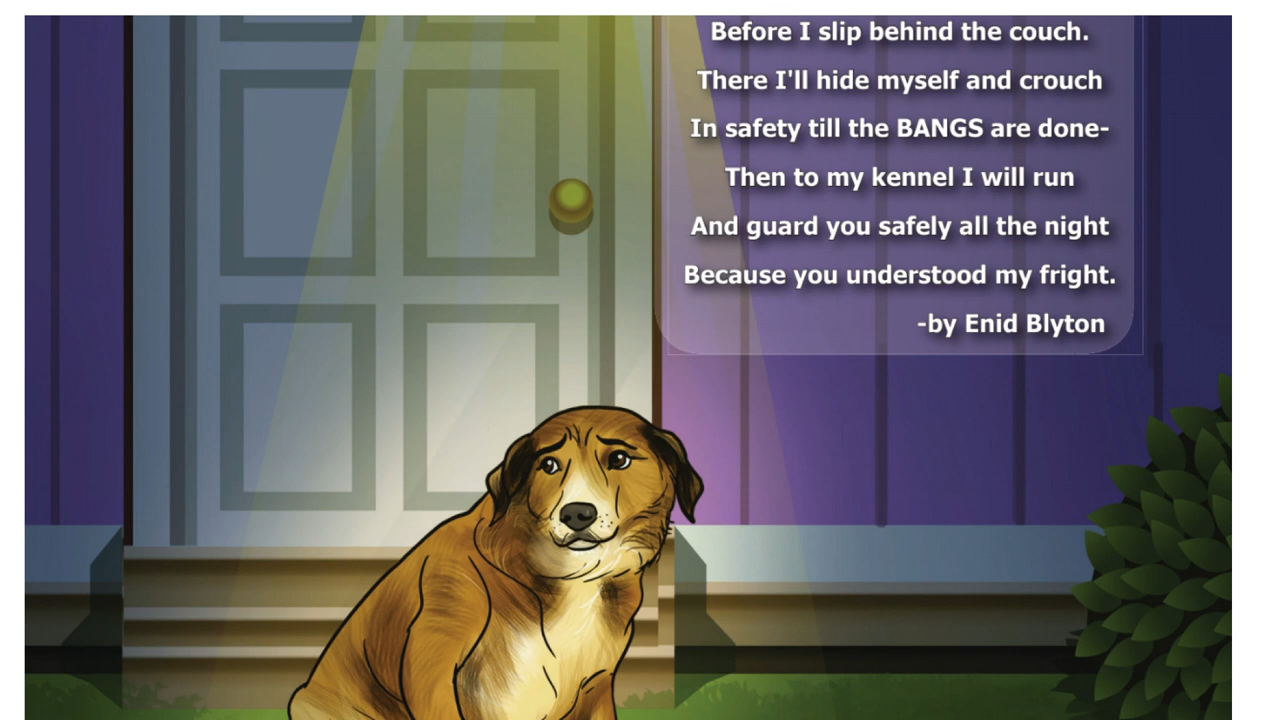 Before I slip behind the couch.
There I'll hide myself and crouch
In safety till the BANGS are done-
Then to my kennel I will run
And guard you safely all the night
Because you understood my fright.
-by Enid Blyton